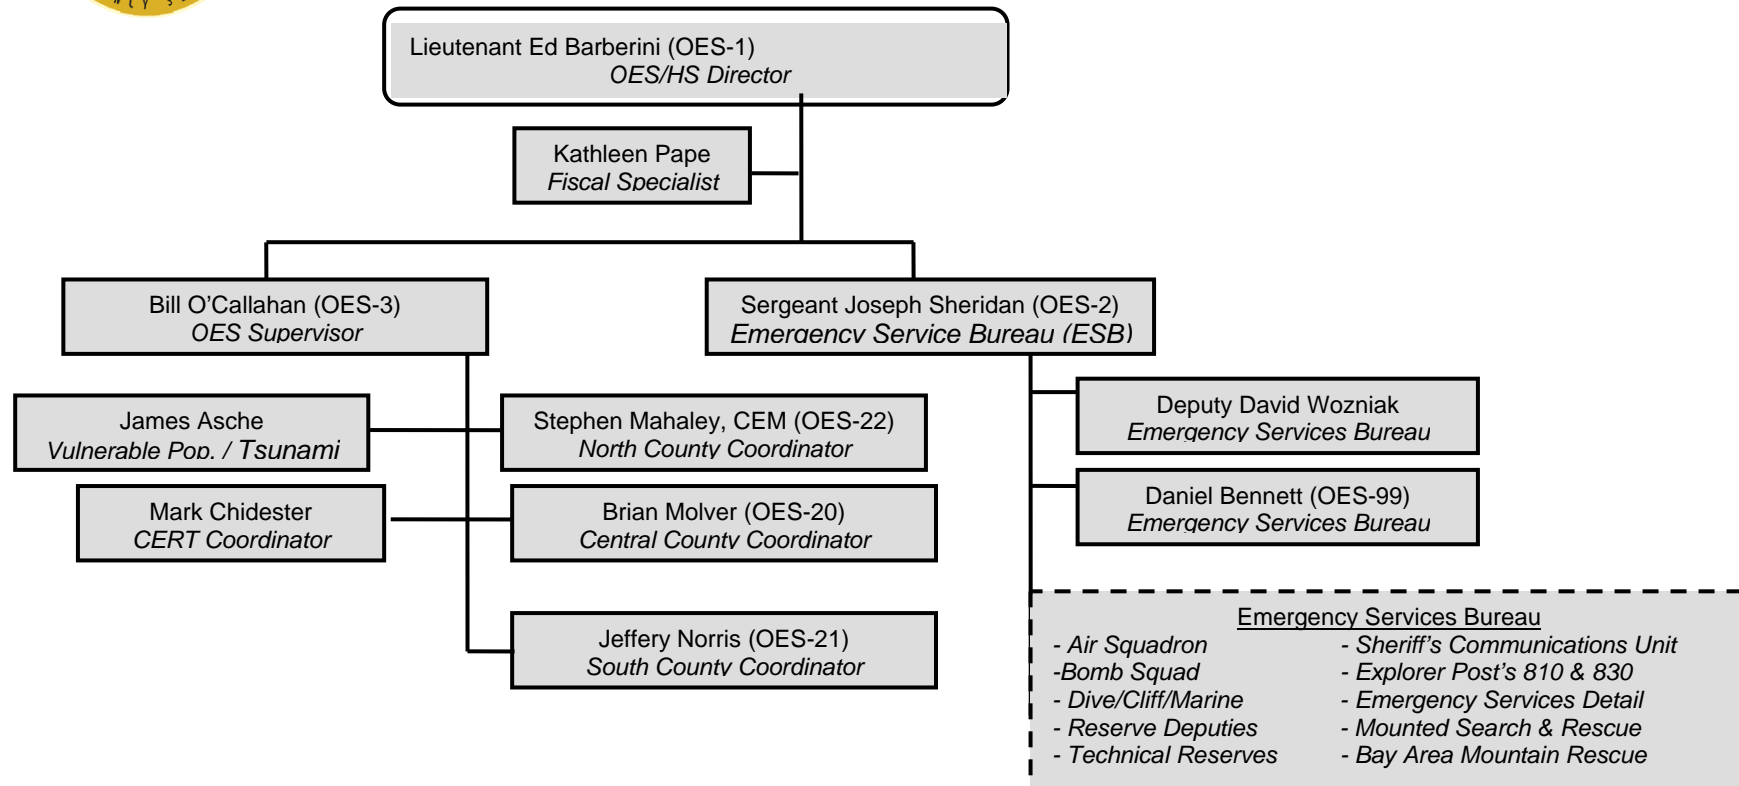 Lieutenant Ed Barberini (OES-1)
OES/HS Director
Kathleen Pape
Fiscal Specialist
Bill O’Callahan (OES-3)
OES Supervisor
Sergeant Joseph Sheridan (OES-2)
Emergency Service Bureau (ESB)
James Asche
Vulnerable Pop. / Tsunami
Stephen Mahaley, CEM (OES-22)
North County Coordinator
Deputy David Wozniak
Emergency Services Bureau
Mark Chidester
CERT Coordinator
Brian Molver (OES-20)
Central County Coordinator
Daniel Bennett (OES-99)
Emergency Services Bureau
Jeffery Norris (OES-21)
South County Coordinator
Emergency Services Bureau
- Air Squadron
-Bomb Squad
- Dive/Cliff/Marine
- Reserve Deputies
- Technical Reserves
- Sheriff’s Communications Unit
- Explorer Post’s 810 & 830
- Emergency Services Detail
- Mounted Search & Rescue
- Bay Area Mountain Rescue